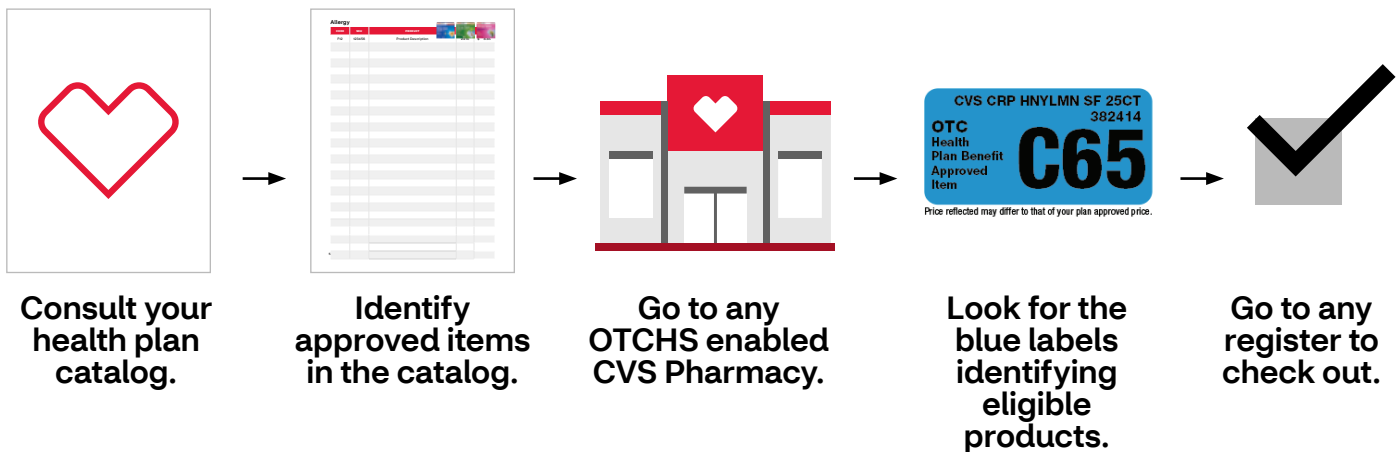 Allergy
Product Description
CVS CRP HNYLMN SF 25CT
382414
OTC
Health
Plan Benefit
Approved
Item
C65
Price reflected may differ to that of your plan approved price.
Consult your
health plan
catalog.
Identify
approved items
in the catalog.
Go to any
OTCHS enabled
CVS Pharmacy.
Look for the
blue labels
identifying
eligible
products.
Go to any
register to
check out.